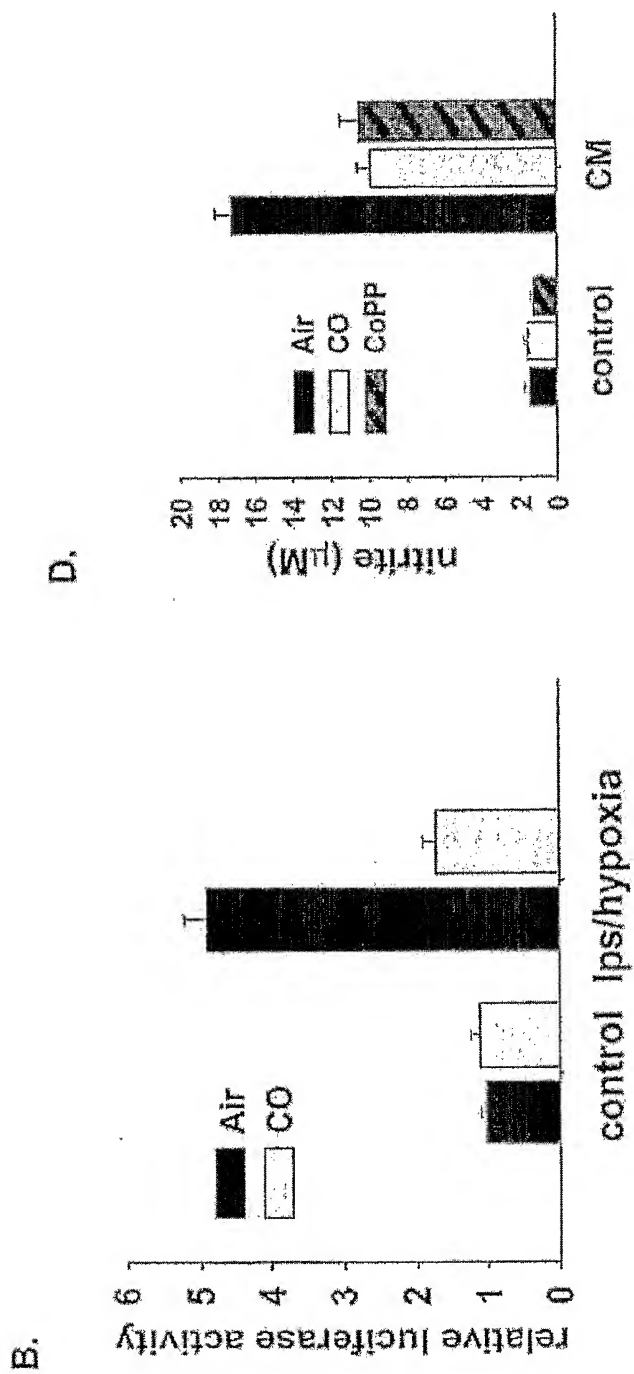 B.
relative luciferase activity
6
5
4
3
2
1
0
Air
CO
control lps/hypoxia
D.
nitrite (µM)
20
18
16
14
12
10
8
6
4
2
0
Air
CO
CoPP
control
CM